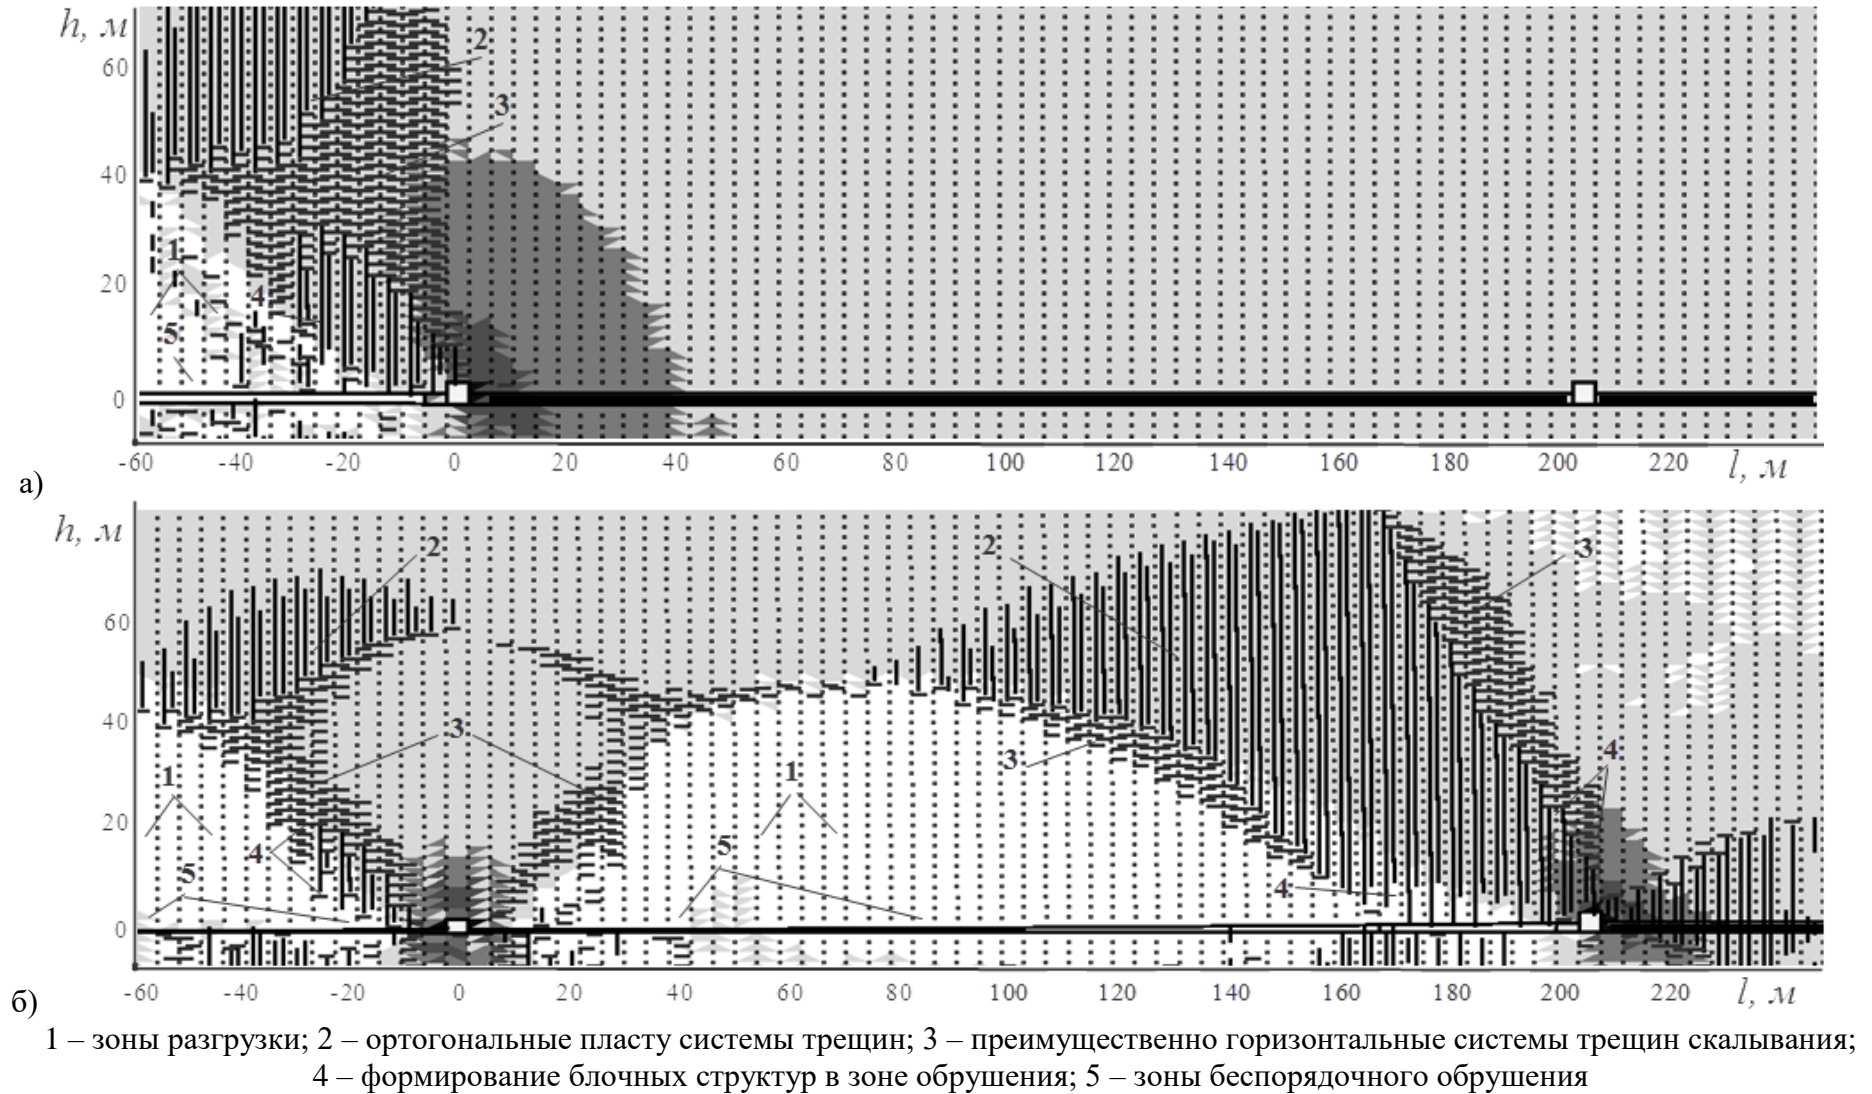 h, м
2
60
3
40
1
20
4
5
0
-60 -40 -20 0 20 40 60 80 100 120 140 160 180 200 220 l, м
а)
h, м
2 2 3
60
40
3 3 4
1 1
20
4 5 5
4
0
-60 -40 -20 0 20 40 60 80 100 120 140 160 180 200 220 l, м
б)
1 – зоны разгрузки; 2 – ортогональные пласту системы трещин; 3 – преимущественно горизонтальные системы трещин скалывания;
4 – формирование блочных структур в зоне обрушения; 5 – зоны беспорядочного обрушения